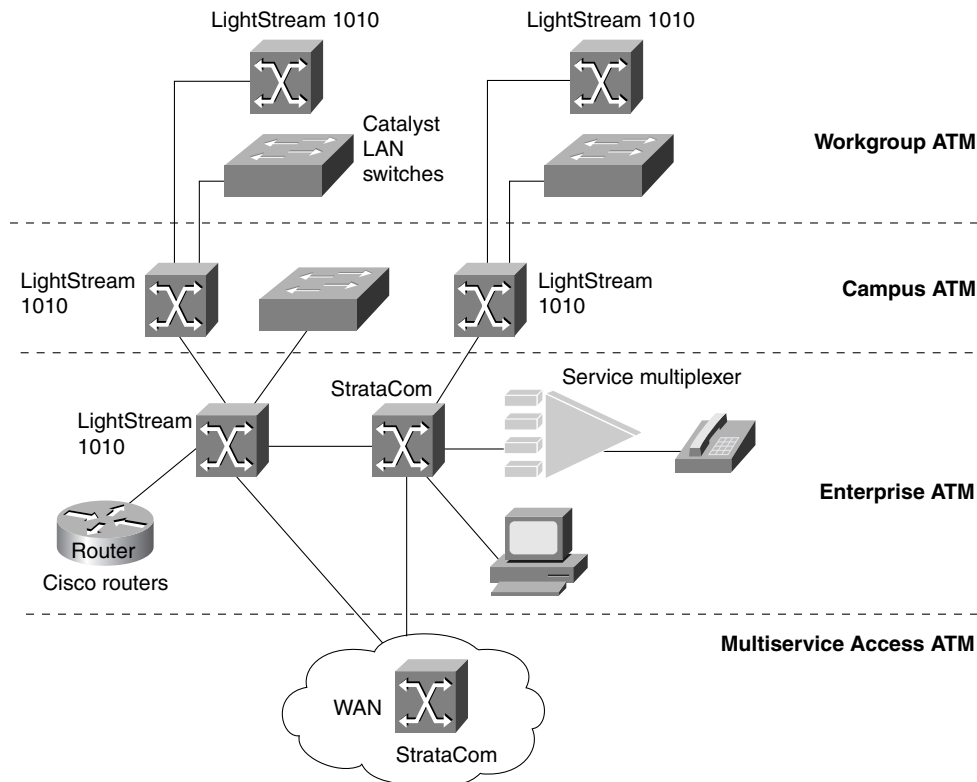 LightStream 1010
LightStream 1010
Catalyst
LAN
switches
Workgroup ATM
LightStream
1010
LightStream
1010
Campus ATM
LightStream
1010
StrataCom
Service multiplexer
Enterprise ATM
Router
Cisco routers
Multiservice Access ATM
WAN
StrataCom